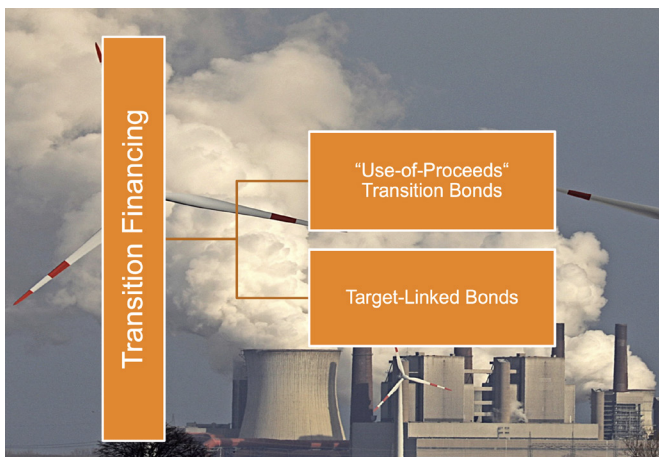 Transition Financing
“Use-of-Proceeds“
Transition Bonds
Target-Linked Bonds